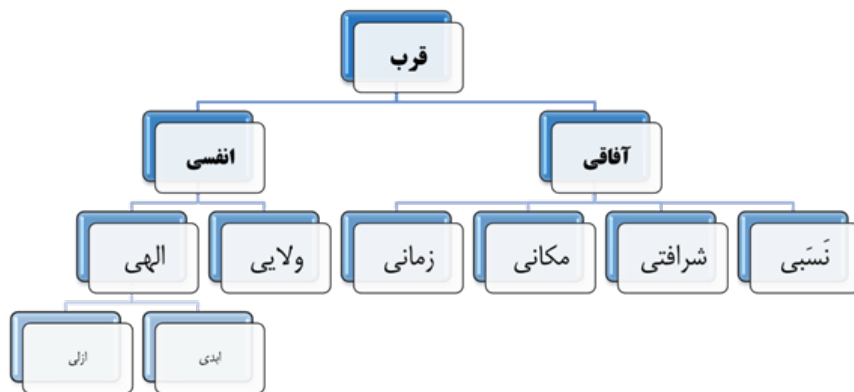 قرب
آفاقی
انفسی
نَسَبی
شرافتی
مکانی
زمانی
ولایی
الهی
ابدی
ازلی